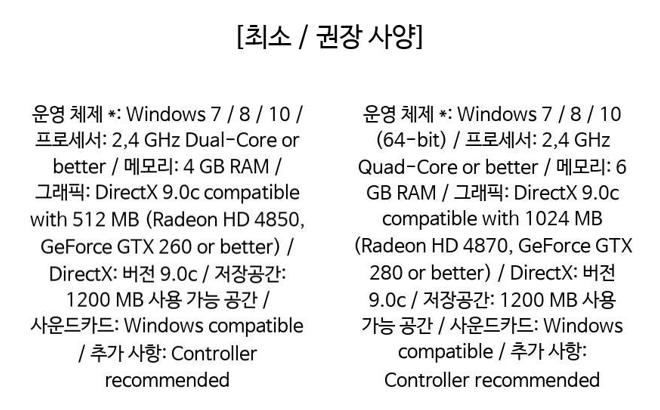 [최소 / 권장 사양]
운영 체제 *: Windows 7 / 8 / 10 /
프로세서: 2,4 GHz Dual-Core or
better / 메모리: 4 GB RAM /
그래픽: DirectX 9.0c compatible
with 512 MB (Radeon HD 4850,
GeForce GTX 260 or better) /
DirectX: 버전 9.0c / 저장공간:
1200 MB 사용 가능 공간 /
사운드카드: Windows compatible
/ 추가 사항: Controller
recommended
운영 체제 *: Windows 7 / 8 / 10
(64-bit) / 프로세서: 2,4 GHz
Quad-Core or better / 메모리: 6
GB RAM / 그래픽: DirectX 9.0c
compatible with 1024 MB
(Radeon HD 4870, GeForce GTX
280 or better) / DirectX: 버전
9.0c / 저장공간: 1200 MB 사용
가능 공간 / 사운드카드: Windows
compatible / 추가 사항:
Controller recommended